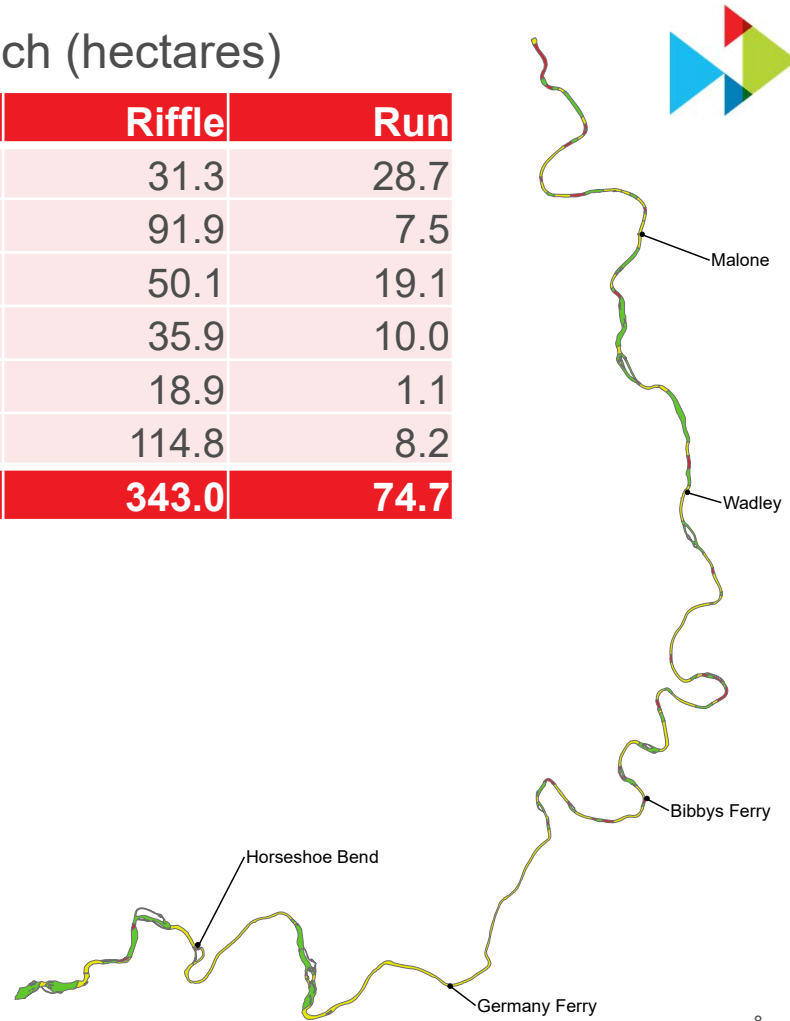 ch (hectares)
Riffle Run
31.3 28.7
91.9 7.5
50.1 19.1
35.9 10.0
18.9 1.1
114.8 8.2
343.0 74.7
Malone
Wadley
Bibbys Ferry
Horseshoe Bend
Germany Ferry